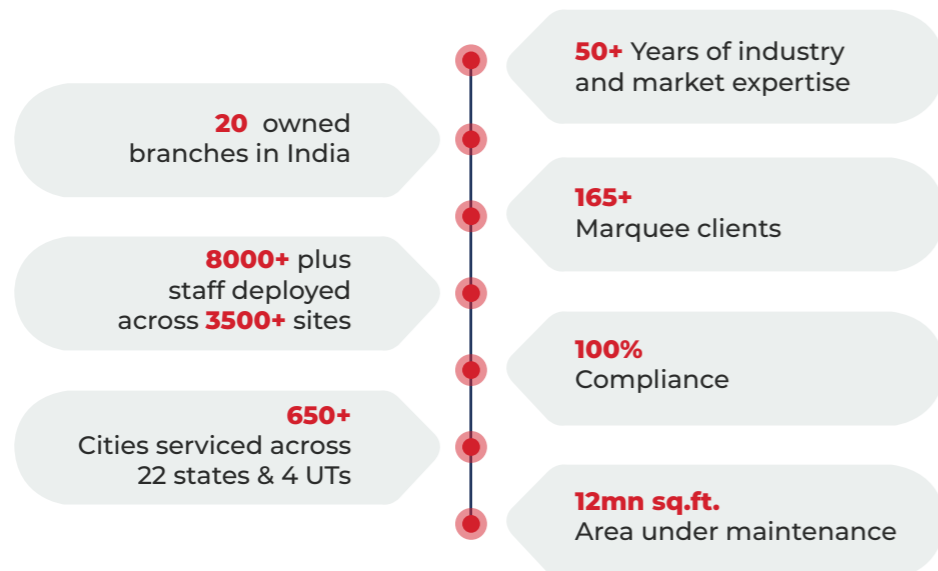 50+ Years of industry
and market expertise
20 owned
branches in India
165+
Marquee clients
8000+ plus
staff deployed
across 3500+ sites
100%
Compliance
650+
Cities serviced across
22 states & 4 UTs
12mn sq.ft.
Area under maintenance